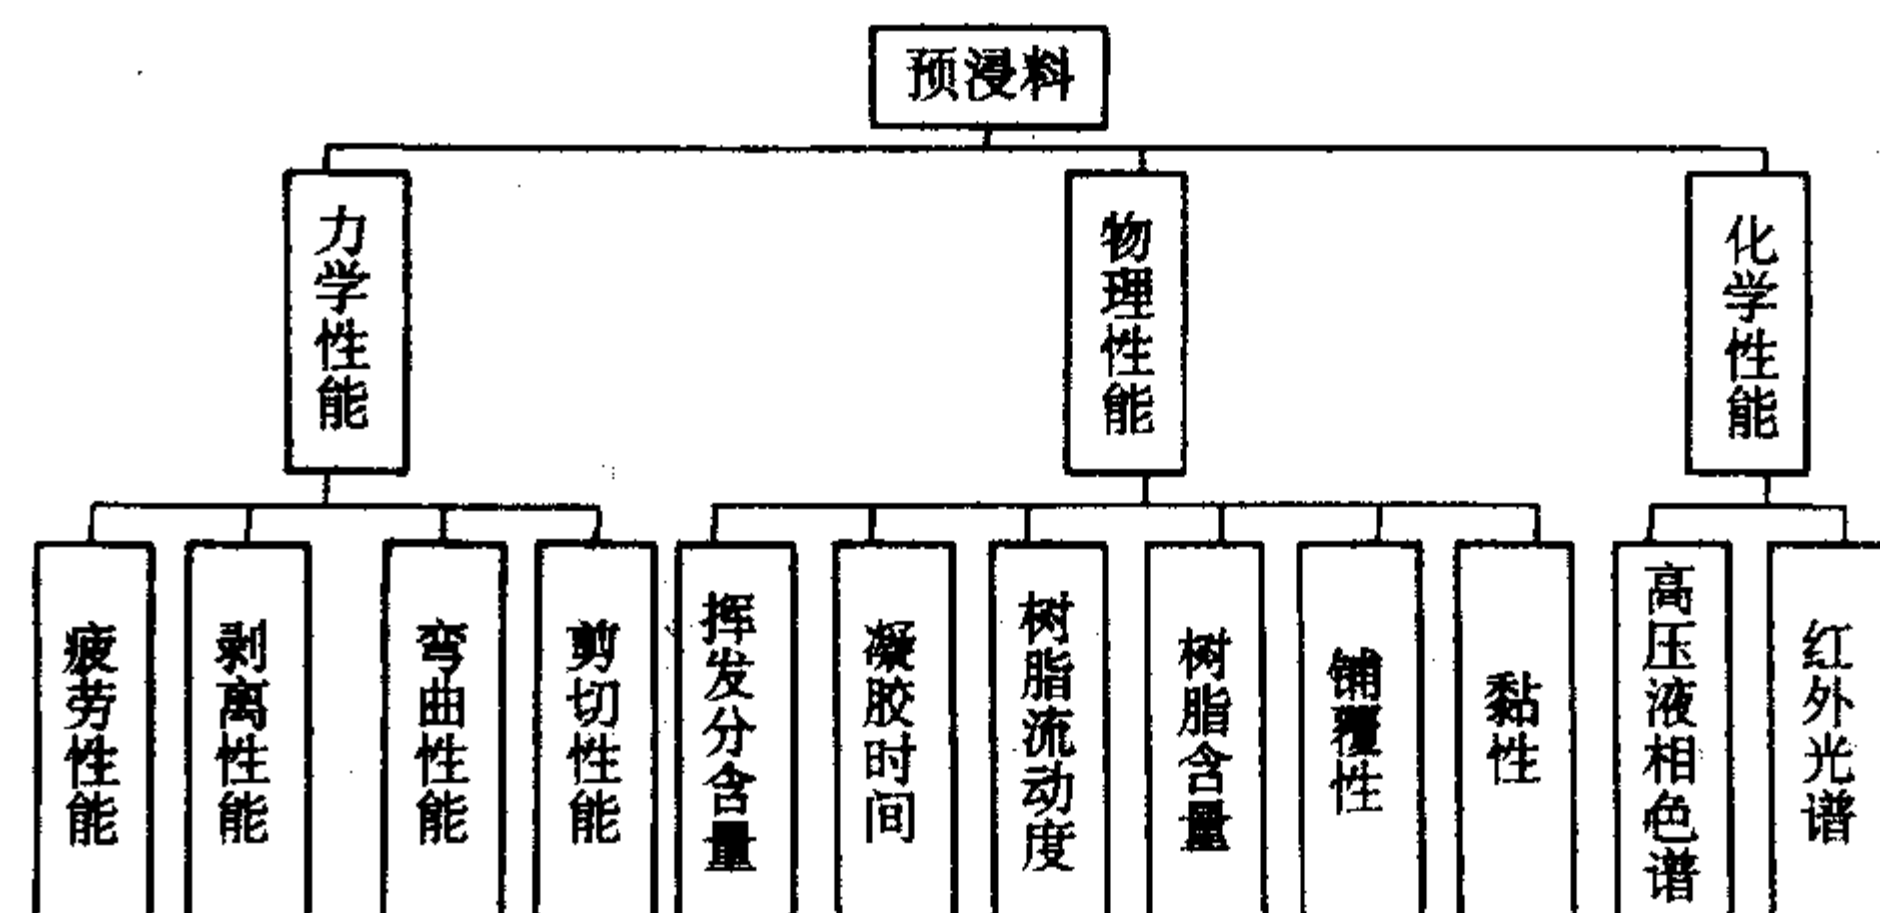 预浸料
力学性能
物理性能
化学性能
疲劳性能
剥离性能
弯曲性能
剪切性能
挥发分含量
凝胶时间
树脂流动度
树脂含量
铺覆性
黏性
高压液相色谱
红外光谱